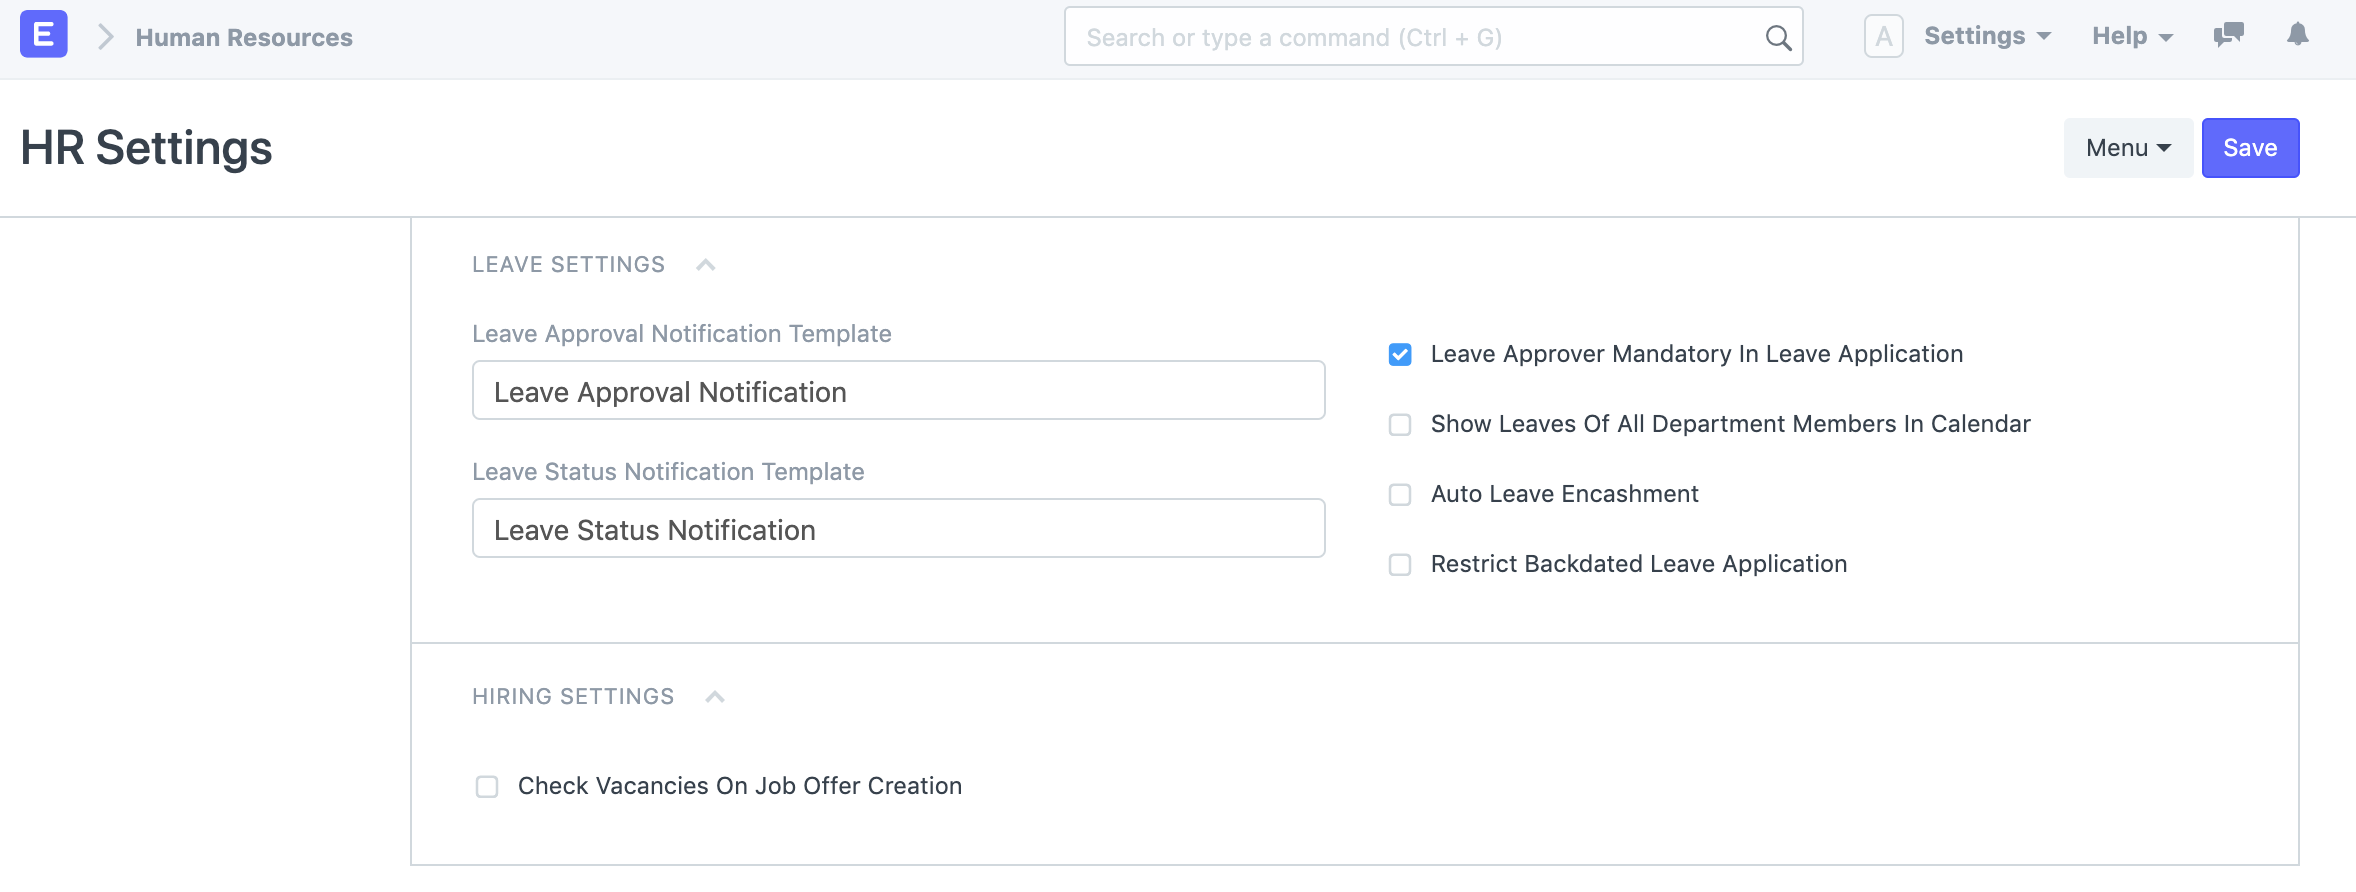 E
Human Resources
Search or type a command (Ctrl + G)
A
Settings
Help
HR Settings
Menu
Save
LEAVE SETTINGS
Leave Approval Notification Template
Leave Approval Notification
Leave Status Notification Template
Leave Status Notification
Leave Approver Mandatory In Leave Application
Show Leaves Of All Department Members In Calendar
Auto Leave Encashment
Restrict Backdated Leave Application
HIRING SETTINGS
Check Vacancies On Job Offer Creation